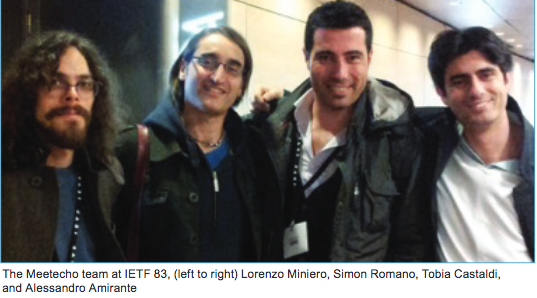 The Meetecho team at IETF 83, (left to right) Lorenzo Miniero, Simon Romano, Tobia Castaldi,
and Alessandro Amirante